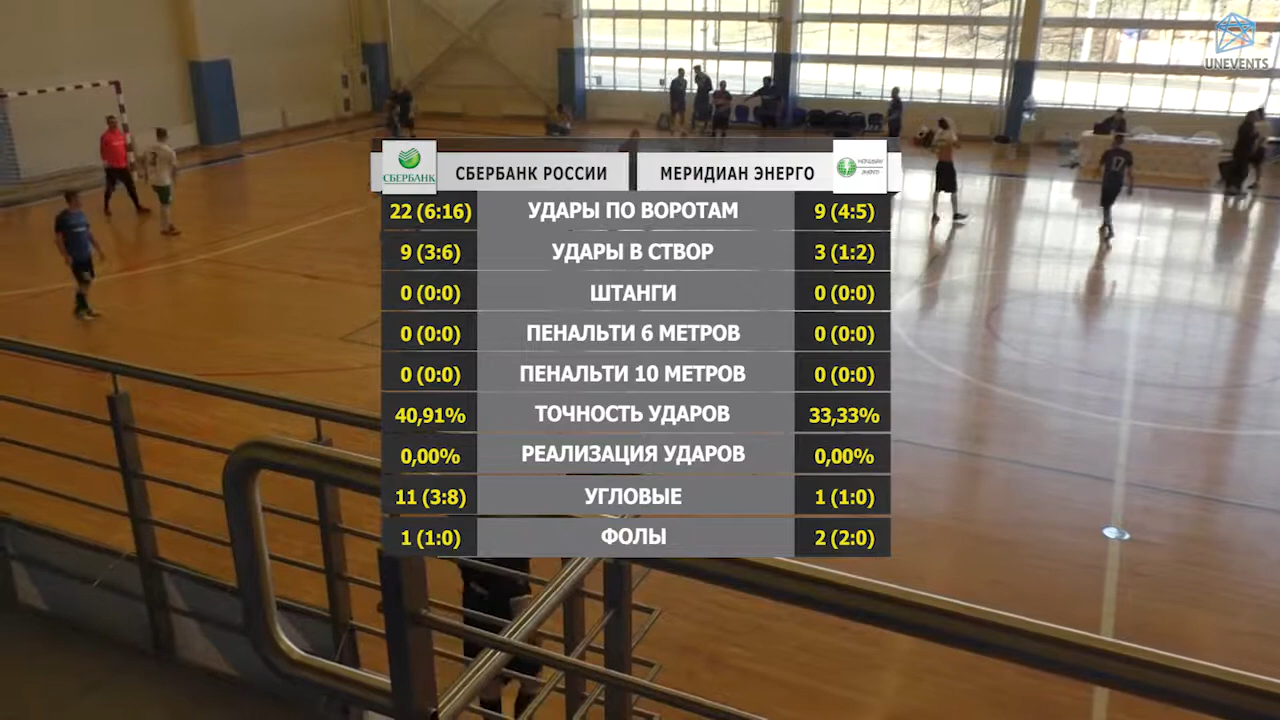 UNEVENTS
СБЕРБАНК
СБЕРБАНК РОССИИ
МЕРИДИАН ЭНЕРГО
МЕРИДИАН
ЭНЕРГО
22 (6:16) УДАРЫ ПО ВОРОТАМ 9 (4:5)
9 (3:6) УДАРЫ В СТВОР 3 (1:2)
0 (0:0) ШТАНГИ 0 (0:0)
0 (0:0) ПЕНАЛЬТИ 6 МЕТРОВ 0 (0:0)
0 (0:0) ПЕНАЛЬТИ 10 МЕТРОВ 0 (0:0)
40,91% ТОЧНОСТЬ УДАРОВ 33,33%
0,00% РЕАЛИЗАЦИЯ УДАРОВ 0,00%
11 (3:8) УГЛОВЫЕ 1 (1:0)
1 (1:0) ФОЛЫ 2 (2:0)
17